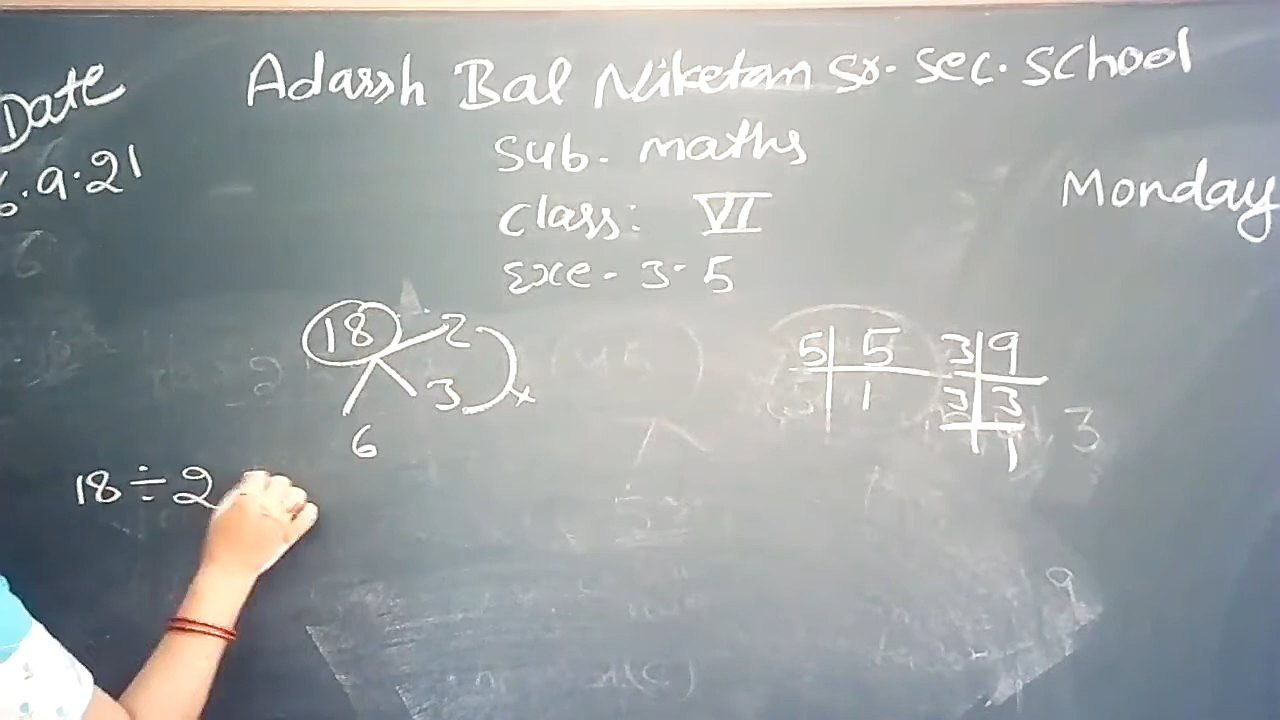 Date
6.9.21
Adarsh Bal Niketan Sr. Sec. School
Sub. maths
Class: VI
Monday
Exe - 3.5
18 2
3 x
6
5 5
1
3 9
3 3
1
18 ÷ 2